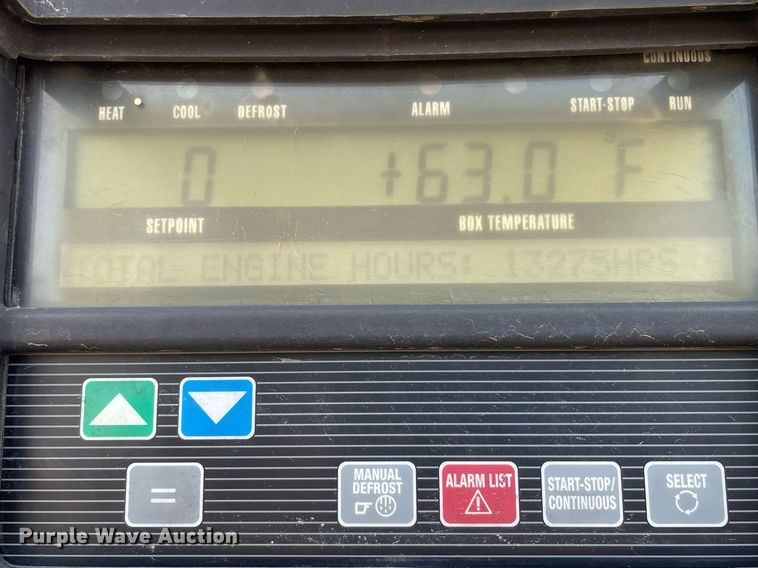 CONTINUOUS
HEAT COOL DEFROST ALARM START-STOP RUN
0 +63.0 °F
SETPOINT BOX TEMPERATURE
TOTAL ENGINE HOURS: 13275HRS
MANUAL DEFROST
ALARM LIST
START-STOP/ CONTINUOUS
SELECT
=
Purple Wave Auction